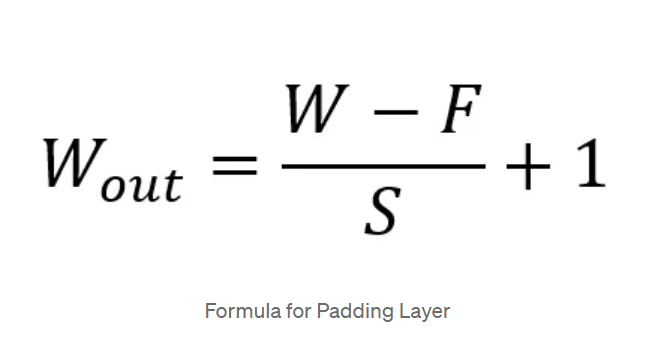 W_out = (W − F) / S + 1
Formula for Padding Layer